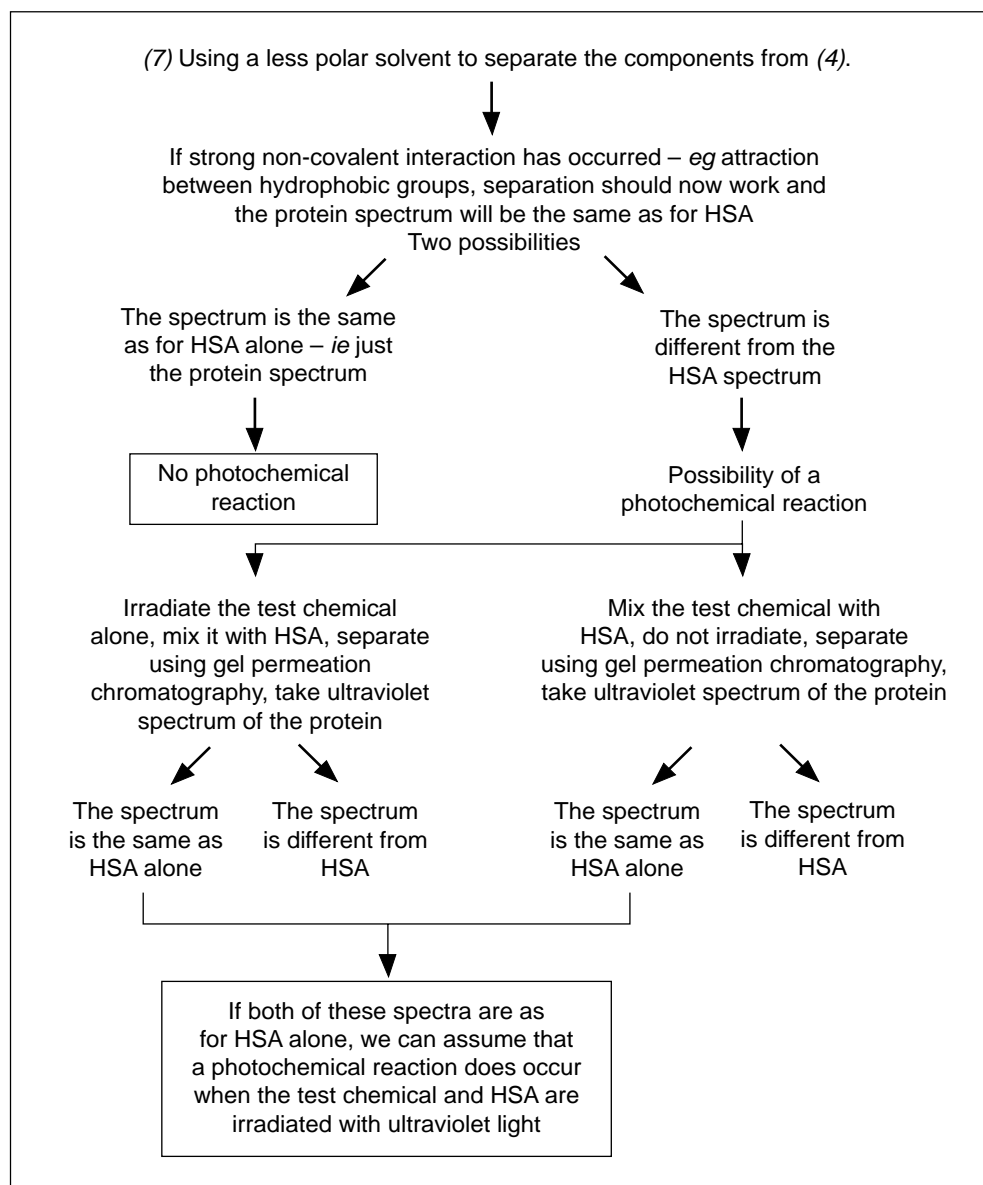 (7) Using a less polar solvent to separate the components from (4).
If strong non-covalent interaction has occurred – eg attraction
between hydrophobic groups, separation should now work and
the protein spectrum will be the same as for HSA
Two possibilities
The spectrum is the same
as for HSA alone – ie just
the protein spectrum
The spectrum is
different from the
HSA spectrum
No photochemical
reaction
Possibility of a
photochemical reaction
Irradiate the test chemical
alone, mix it with HSA, separate
using gel permeation
chromatography, take ultraviolet
spectrum of the protein
Mix the test chemical with
HSA, do not irradiate, separate
using gel permeation chromatography,
take ultraviolet spectrum of the protein
The spectrum
is the same as
HSA alone
The spectrum
is different from
HSA
The spectrum
is the same as
HSA alone
The spectrum
is different from
HSA
If both of these spectra are as
for HSA alone, we can assume that
a photochemical reaction does occur
when the test chemical and HSA are
irradiated with ultraviolet light